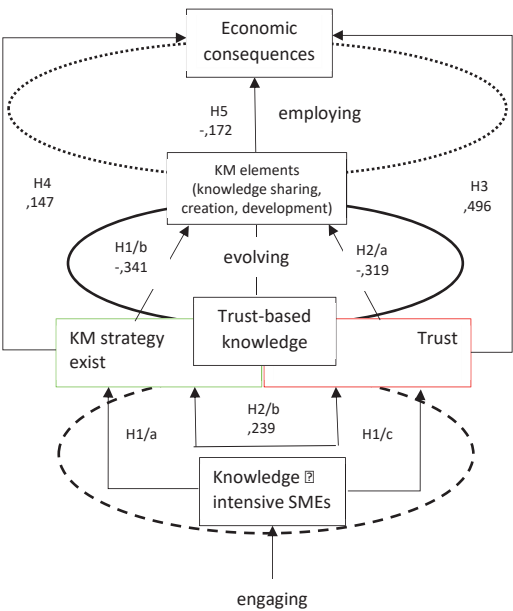 Economic
consequences
H5
-,172
employing
KM elements
(knowledge sharing,
creation, development)
H4
,147
H3
,496
H1/b
-,341
evolving
H2/a
-,319
Trust-based
knowledge
KM strategy
exist
Trust
H2/b
,239
H1/a
H1/c
Knowledge ⍰
intensive SMEs
engaging